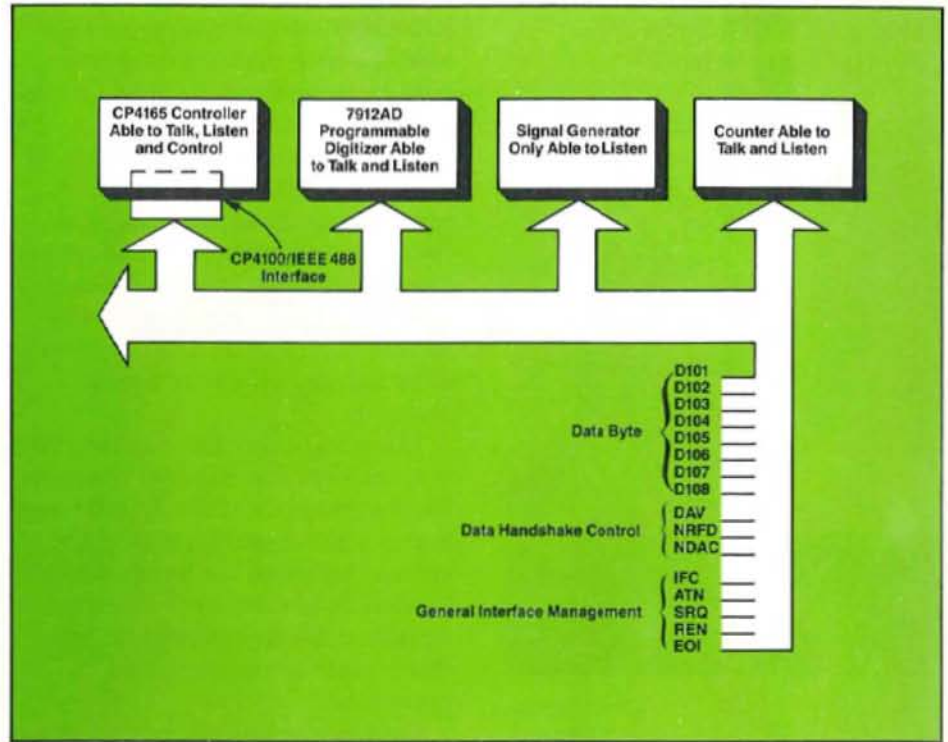 CP4165 Controller
Able to Talk, Listen
and Control
7912AD
Programmable
Digitizer Able
to Talk and Listen
Signal Generator
Only Able to Listen
Counter Able to
Talk and Listen
CP4100/IEEE 488
Interface
Data Byte
D101
D102
D103
D104
D105
D106
D107
D108
Data Handshake Control
DAV
NRFD
NDAC
General Interface Management
IFC
ATN
SRQ
REN
EOI